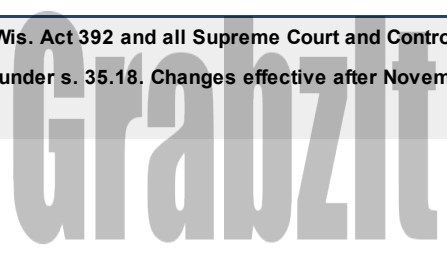 Wis. Act 392 and all Supreme Court and Contro
under s. 35.18. Changes effective after Novem
GrabzIt